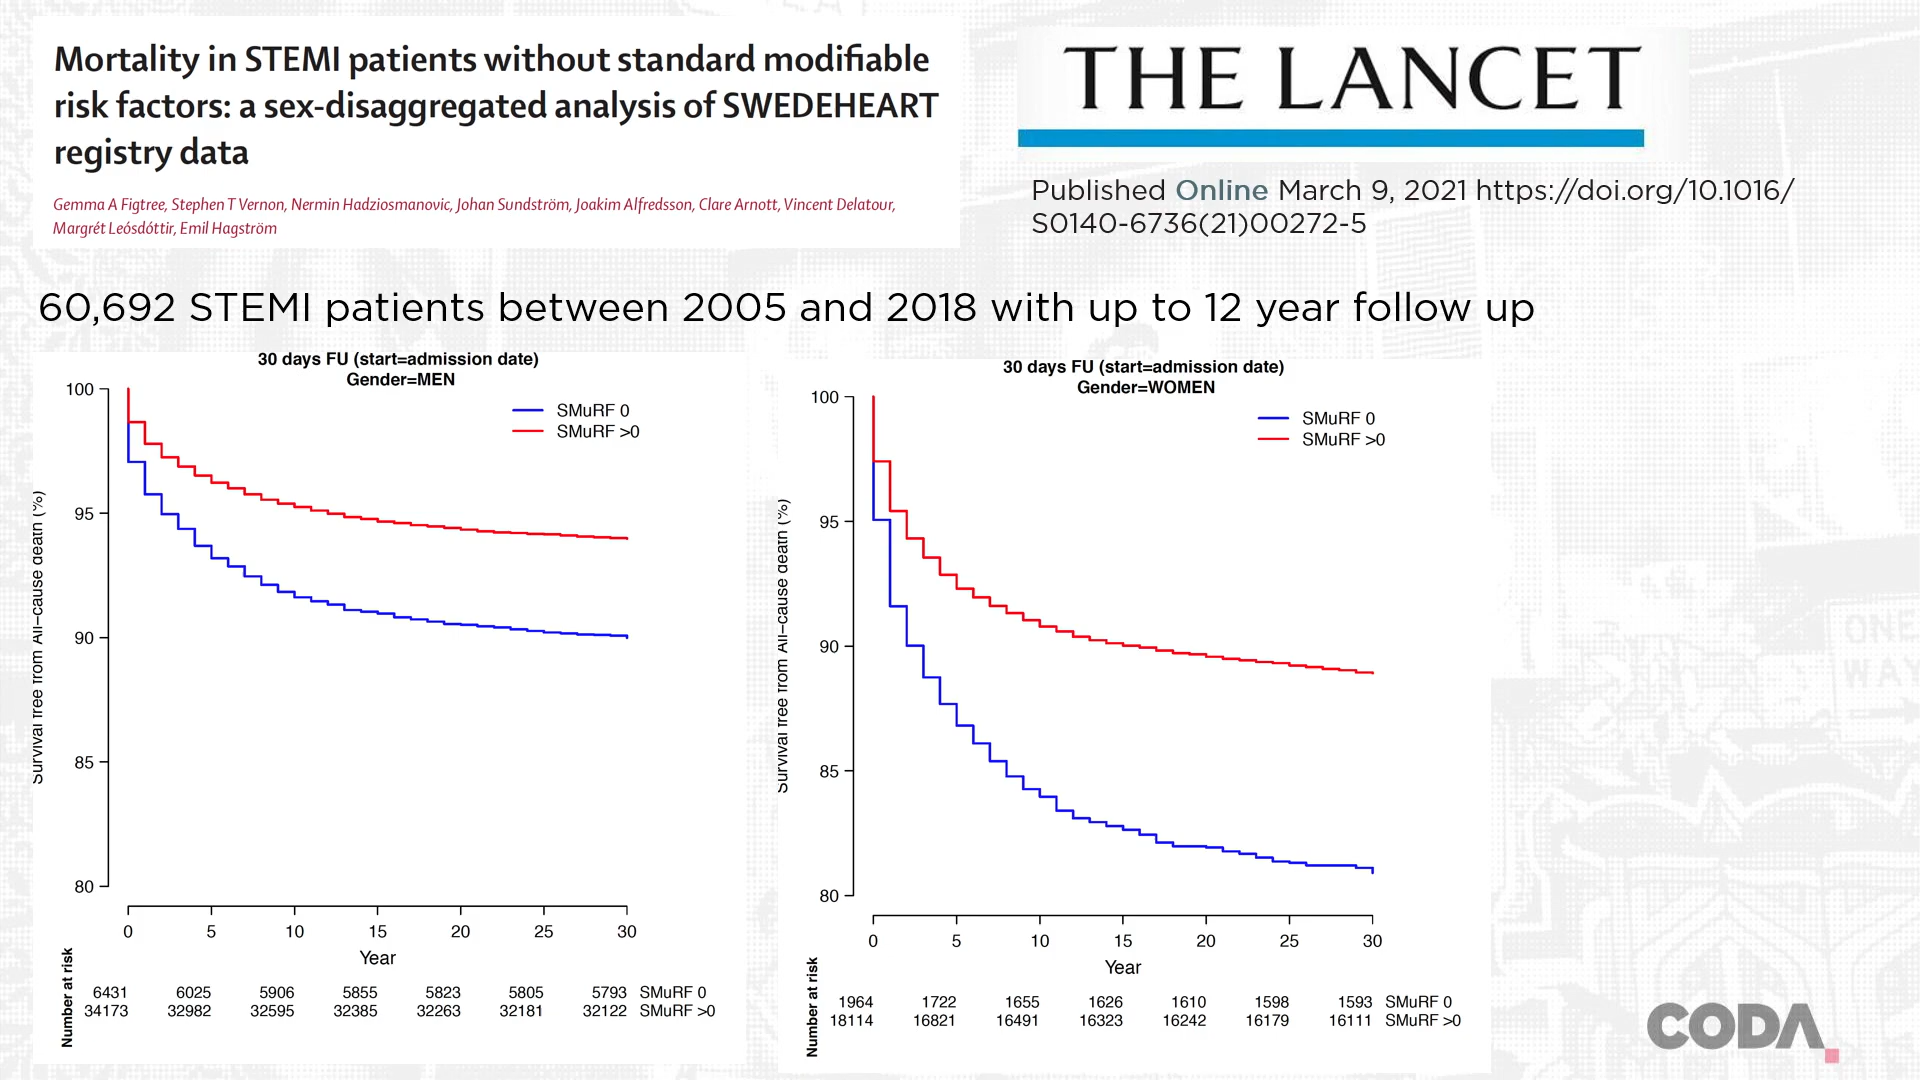 Mortality in STEMI patients without standard modifiable
risk factors: a sex-disaggregated analysis of SWEDEHEART
registry data
Gemma A Figtree, Stephen T Vernon, Nermin Hadziosmanovic, Johan Sundström, Joakim Alfredsson, Clare Arnott, Vincent Delatour,
Margrét Leósdóttir, Emil Hagström
THE LANCET
Published Online March 9, 2021 https://doi.org/10.1016/
S0140-6736(21)00272-5
60,692 STEMI patients between 2005 and 2018 with up to 12 year follow up
30 days FU (start=admission date)
Gender=MEN
SMuRF 0
SMuRF >0
Survival free from All-cause death (%)
100
95
90
85
80
0 5 10 15 20 25 30
Year
Number at risk
6431 6025 5906 5855 5823 5805 5793 SMuRF 0
34173 32982 32595 32385 32263 32181 32122 SMuRF >0
30 days FU (start=admission date)
Gender=WOMEN
SMuRF 0
SMuRF >0
Survival free from All-cause death (%)
100
95
90
85
80
0 5 10 15 20 25 30
Year
Number at risk
1964 1722 1655 1626 1610 1598 1593 SMuRF 0
18114 16821 16491 16323 16242 16179 16111 SMuRF >0
ONE
WAY
CODA